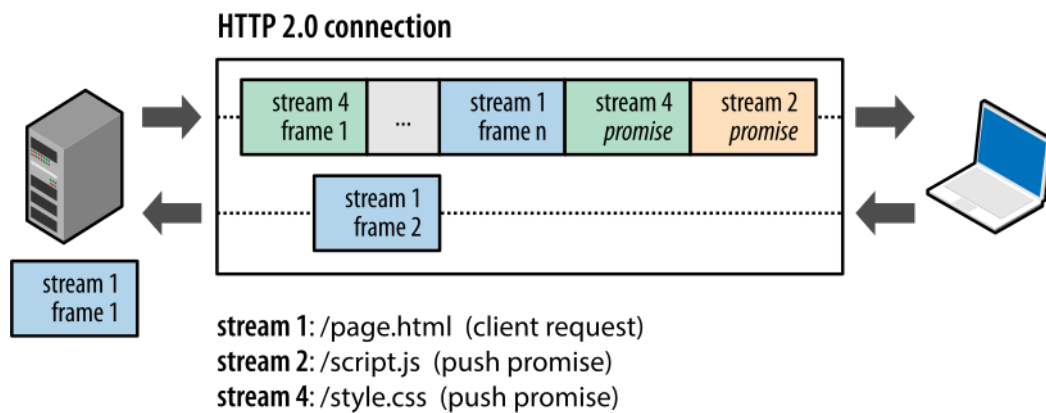 HTTP 2.0 connection
stream 4
frame 1
...
stream 1
frame n
stream 4
promise
stream 2
promise
stream 1
frame 2
stream 1
frame 1
stream 1: /page.html (client request)
stream 2: /script.js (push promise)
stream 4: /style.css (push promise)